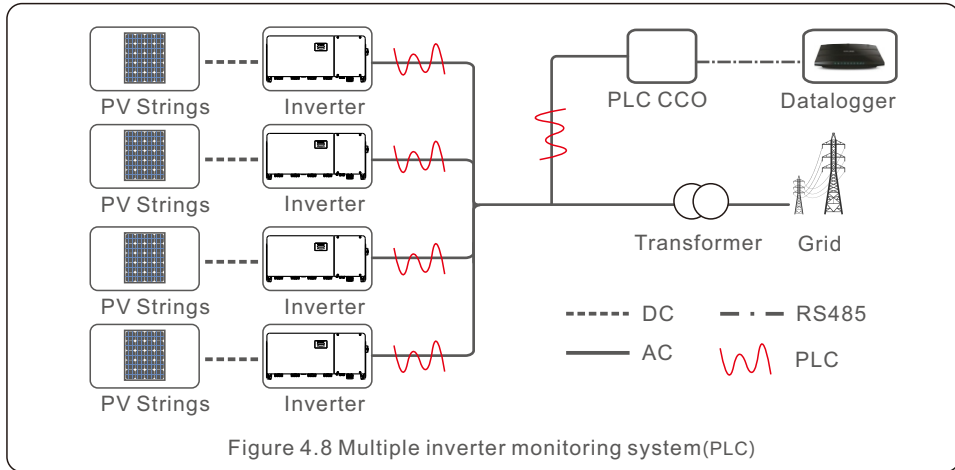 PLC CCO
Datalogger
PV Strings
Inverter
PV Strings
Inverter
Transformer
Grid
PV Strings
Inverter
DC
RS485
AC
PLC
PV Strings
Inverter
Figure 4.8 Multiple inverter monitoring system(PLC)